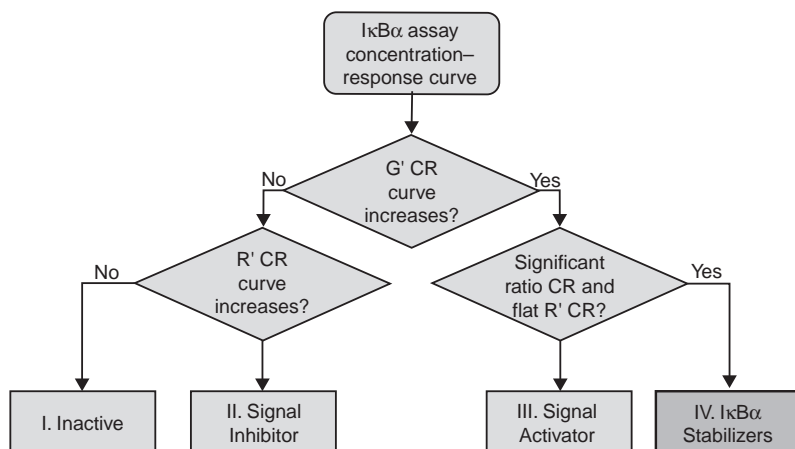 IκBα assay
concentration–
response curve
G' CR
curve
increases?
No
Yes
R' CR
curve
increases?
Significant
ratio CR and
flat R' CR?
No
Yes
I. Inactive
II. Signal
Inhibitor
III. Signal
Activator
IV. IκBα
Stabilizers